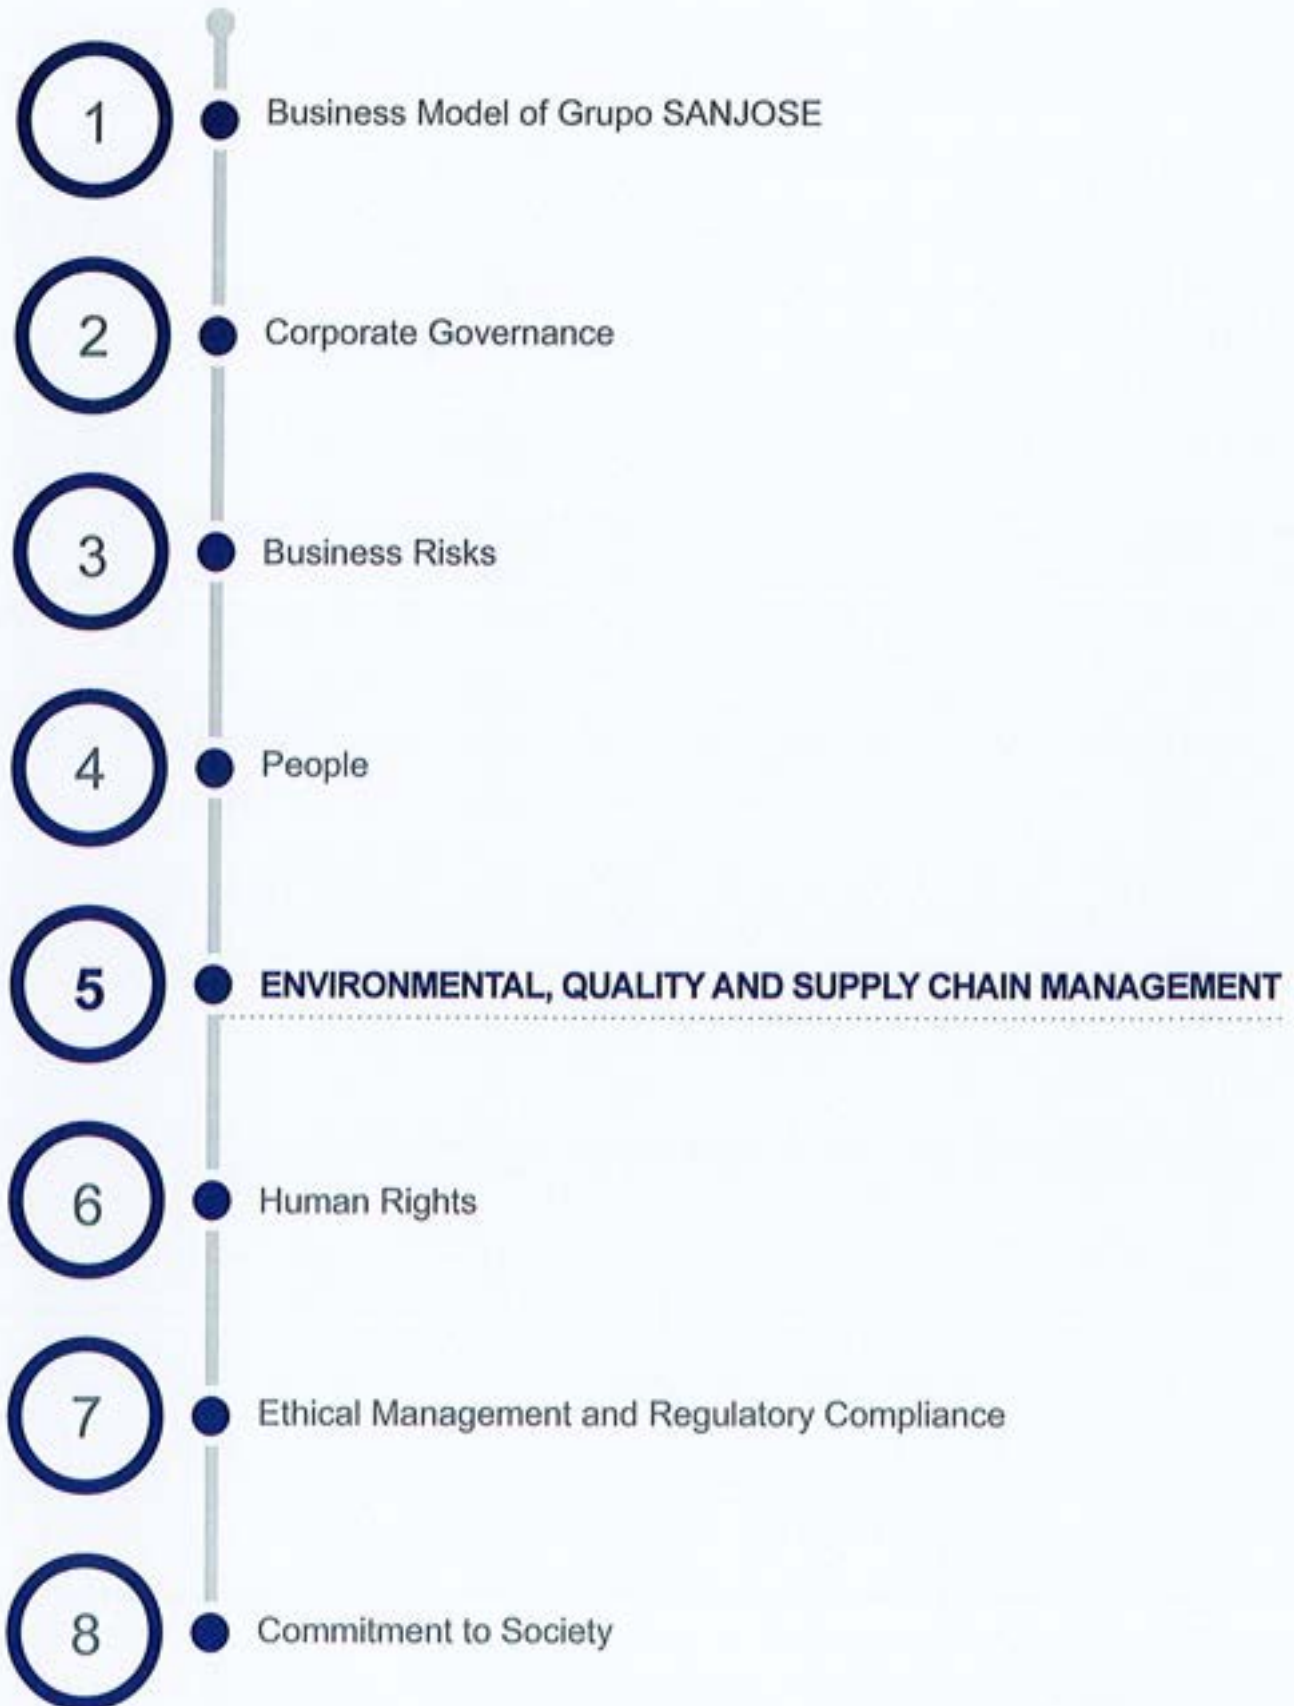 1 Business Model of Grupo SANJOSE
2 Corporate Governance
3 Business Risks
4 People
5 ENVIRONMENTAL, QUALITY AND SUPPLY CHAIN MANAGEMENT
6 Human Rights
7 Ethical Management and Regulatory Compliance
8 Commitment to Society